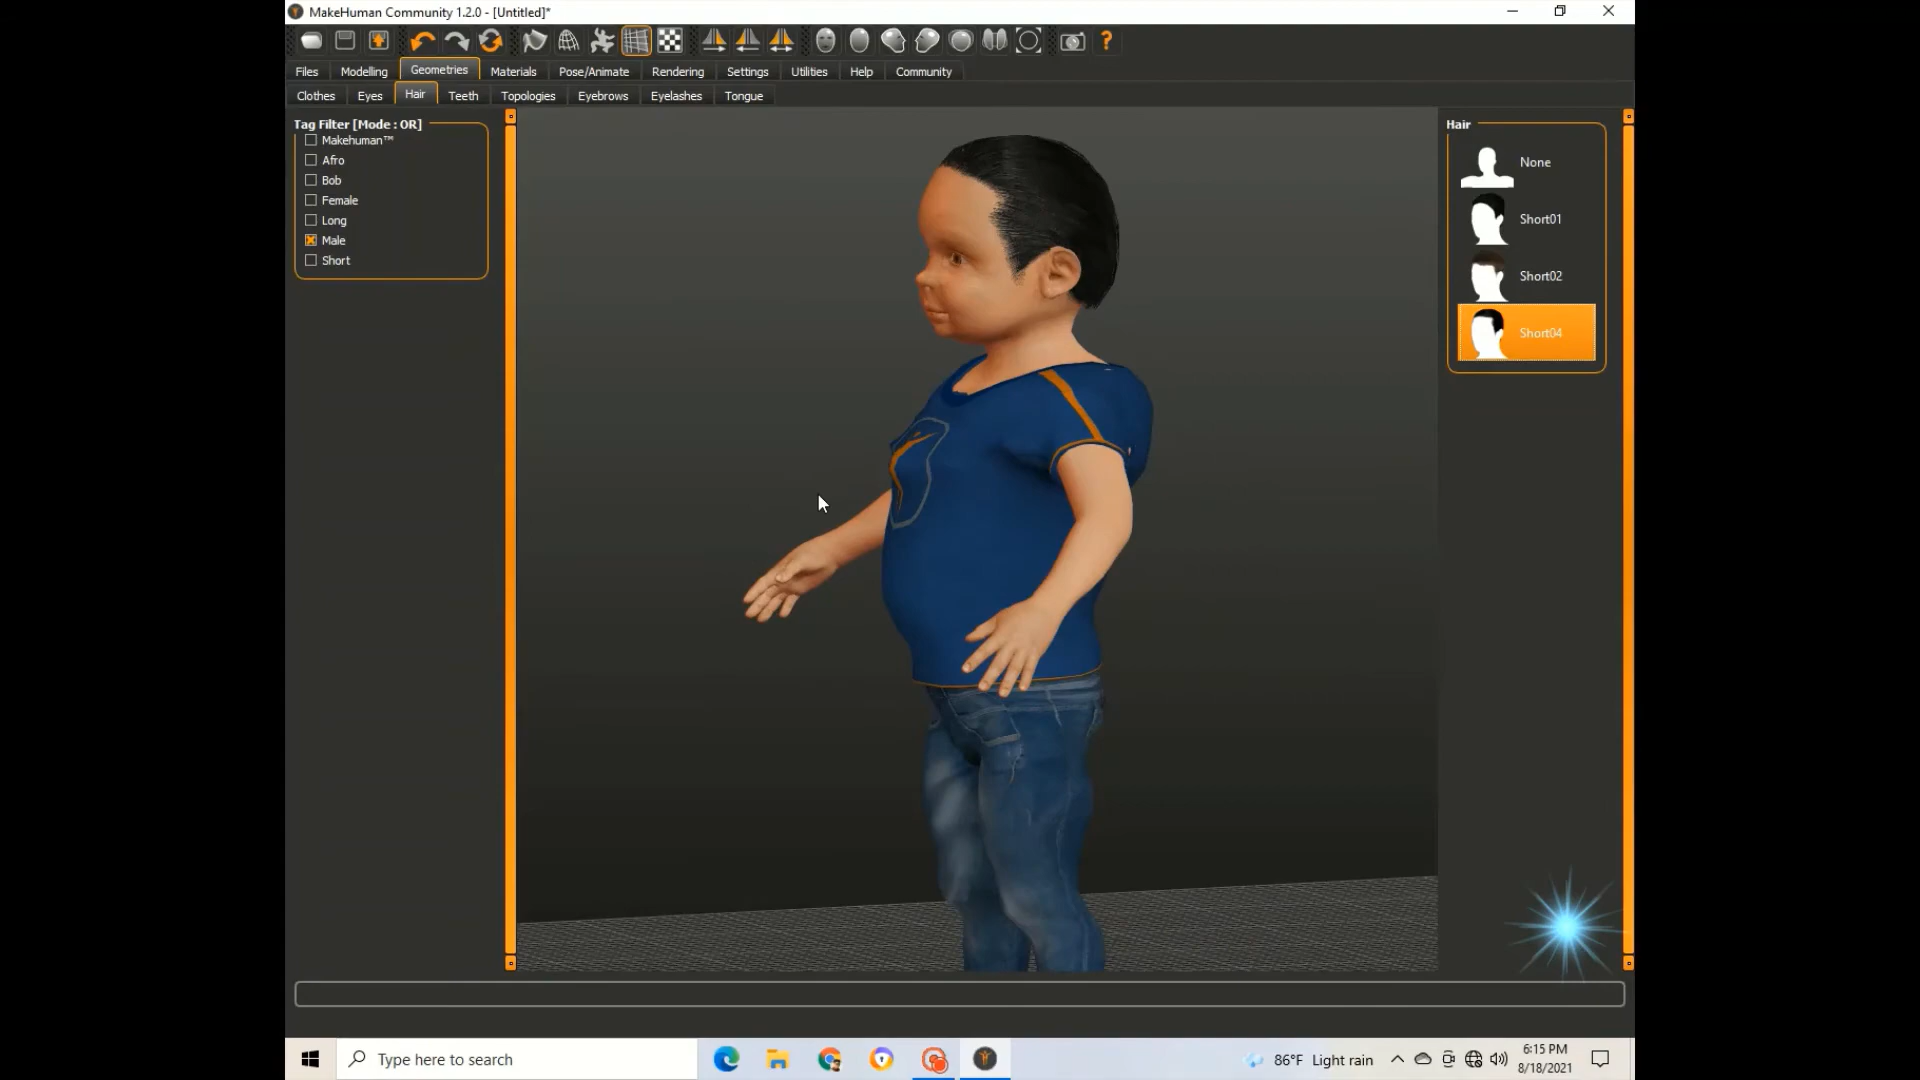 MakeHuman Community 1.2.0 - [Untitled]*
Files Modelling Geometries Materials Pose/Animate Rendering Settings Utilities Help Community
Clothes Eyes Hair Teeth Topologies Eyebrows Eyelashes Tongue
Tag Filter [Mode : OR]
Makehuman™
Afro
Bob
Female
Long
Male
Short
Hair
None
Short01
Short02
Short04
Type here to search
86°F Light rain
6:15 PM
8/18/2021